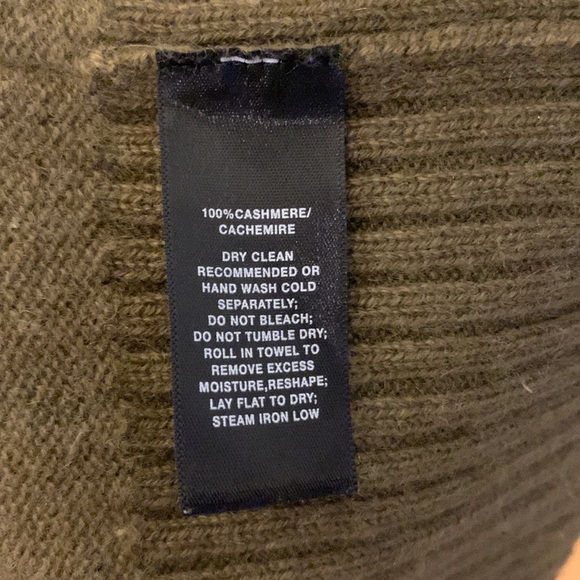 100%CASHMERE/
CACHEMIRE
DRY CLEAN
RECOMMENDED OR
HAND WASH COLD
SEPARATELY;
DO NOT BLEACH;
DO NOT TUMBLE DRY;
ROLL IN TOWEL TO
REMOVE EXCESS
MOISTURE,RESHAPE;
LAY FLAT TO DRY;
STEAM IRON LOW